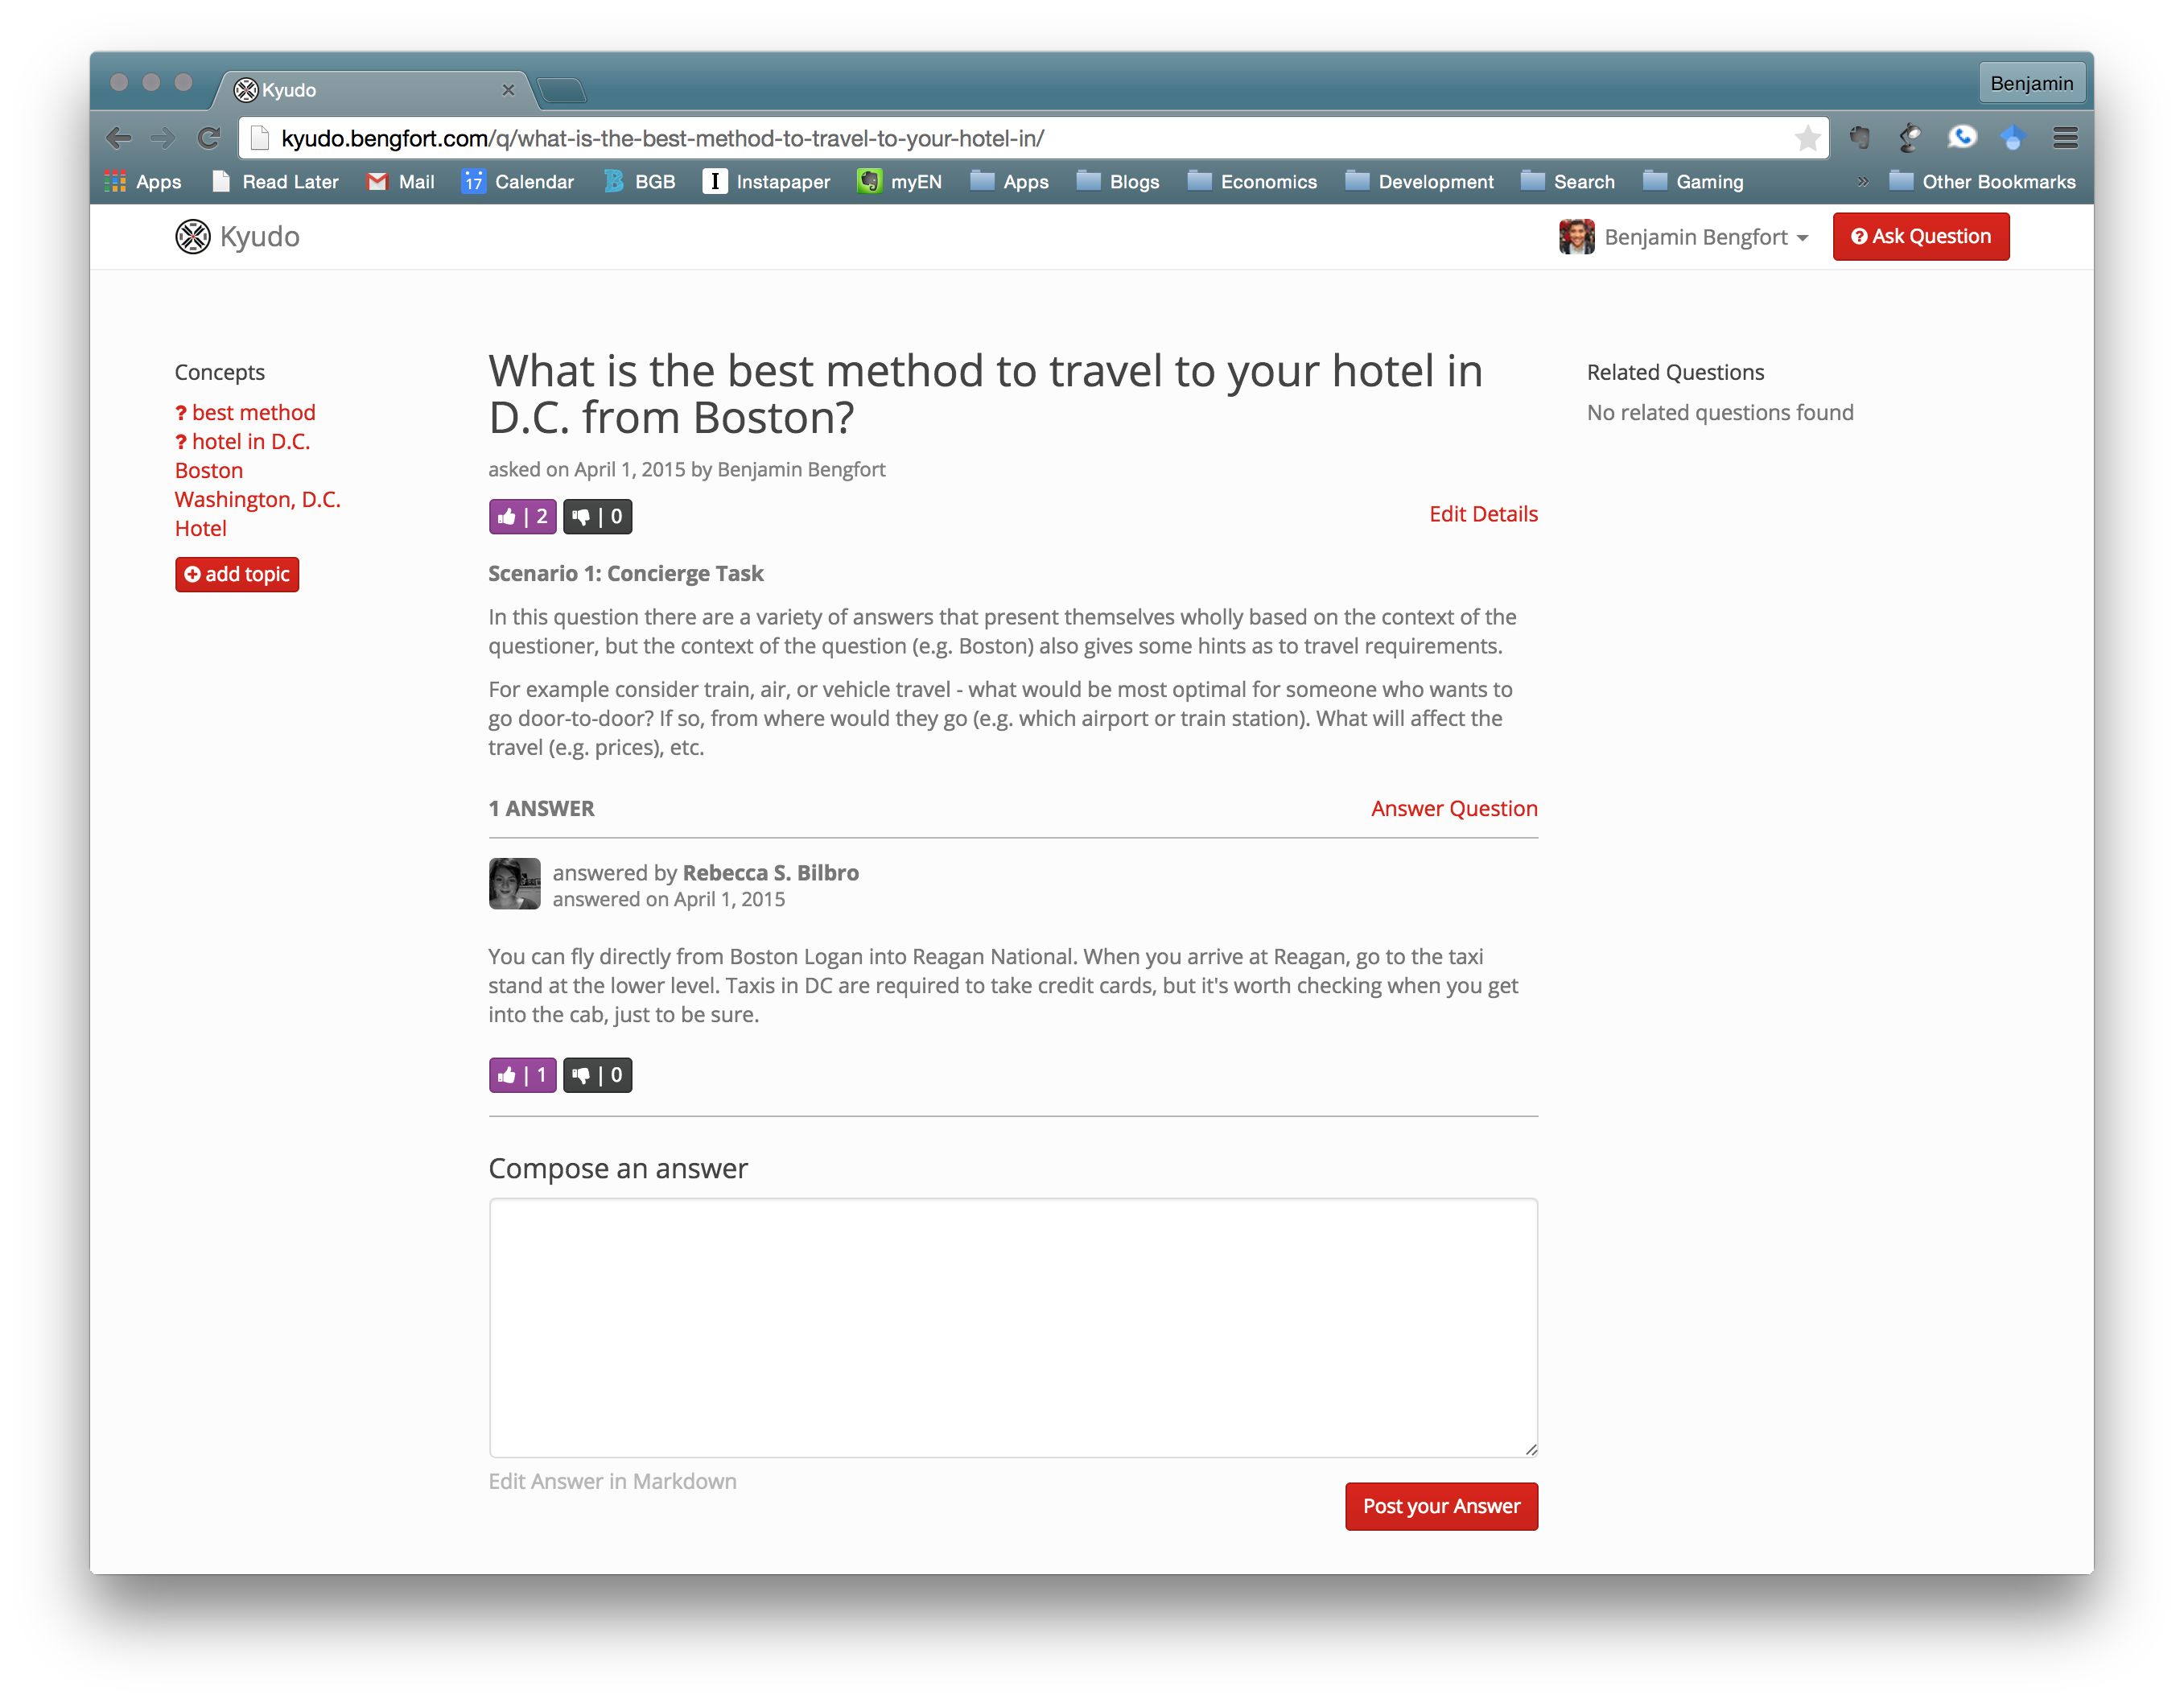 Kyudo
Benjamin
kyudo.bengfort.com/q/what-is-the-best-method-to-travel-to-your-hotel-in/
Apps Read Later Mail 17 Calendar BGB Instapaper myEN Apps Blogs Economics Development Search Gaming » Other Bookmarks
Kyudo
Benjamin Bengfort
Ask Question
Concepts
? best method
? hotel in D.C.
Boston
Washington, D.C.
Hotel
add topic
What is the best method to travel to your hotel in
D.C. from Boston?
asked on April 1, 2015 by Benjamin Bengfort
| 2 | 0
Edit Details
Scenario 1: Concierge Task
In this question there are a variety of answers that present themselves wholly based on the context of the
questioner, but the context of the question (e.g. Boston) also gives some hints as to travel requirements.
For example consider train, air, or vehicle travel - what would be most optimal for someone who wants to
go door-to-door? If so, from where would they go (e.g. which airport or train station). What will affect the
travel (e.g. prices), etc.
1 ANSWER
Answer Question
answered by Rebecca S. Bilbro
answered on April 1, 2015
You can fly directly from Boston Logan into Reagan National. When you arrive at Reagan, go to the taxi
stand at the lower level. Taxis in DC are required to take credit cards, but it's worth checking when you get
into the cab, just to be sure.
| 1 | 0
Compose an answer
Edit Answer in Markdown
Post your Answer
Related Questions
No related questions found